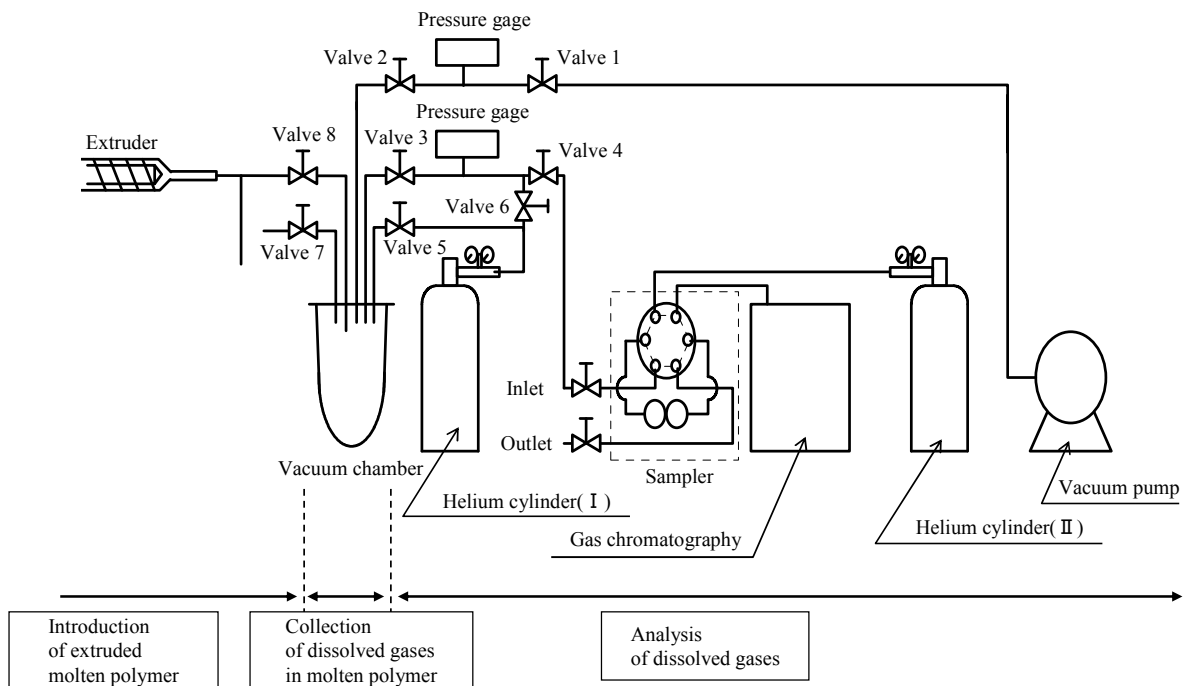 Pressure gage
Valve 2
Valve 1
Pressure gage
Extruder
Valve 8
Valve 3
Valve 4
Valve 6
Valve 7
Valve 5
Inlet
Outlet
Vacuum chamber
Sampler
Vacuum pump
Helium cylinder( Ⅰ )
Helium cylinder( Ⅱ )
Gas chromatography
Introduction
of extruded
molten polymer
Collection
of dissolved gases
in molten polymer
Analysis
of dissolved gases